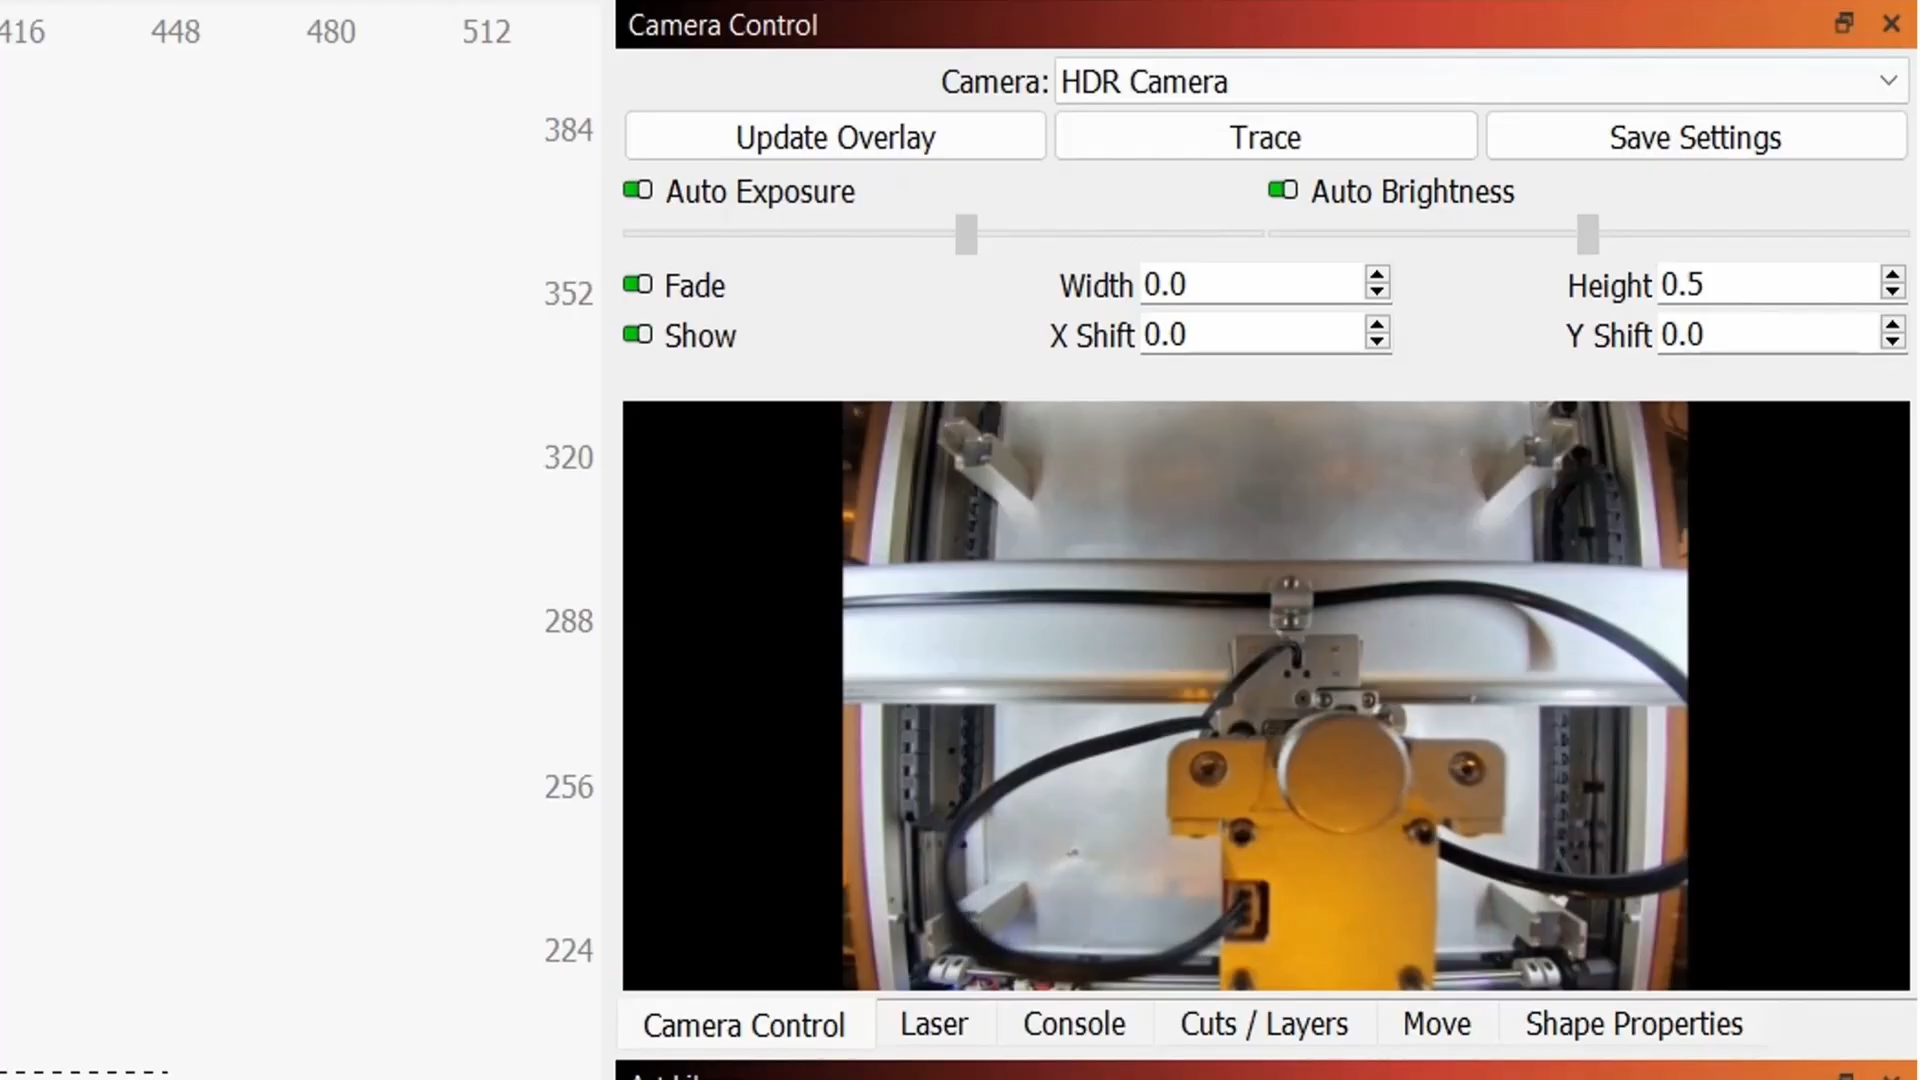 416 448 480 512
Camera Control
Camera: HDR Camera
384
Update Overlay Trace Save Settings
Auto Exposure Auto Brightness
352
Fade Width 0.0 Height 0.5
Show X Shift 0.0 Y Shift 0.0
320
288
256
224
Camera Control Laser Console Cuts / Layers Move Shape Properties